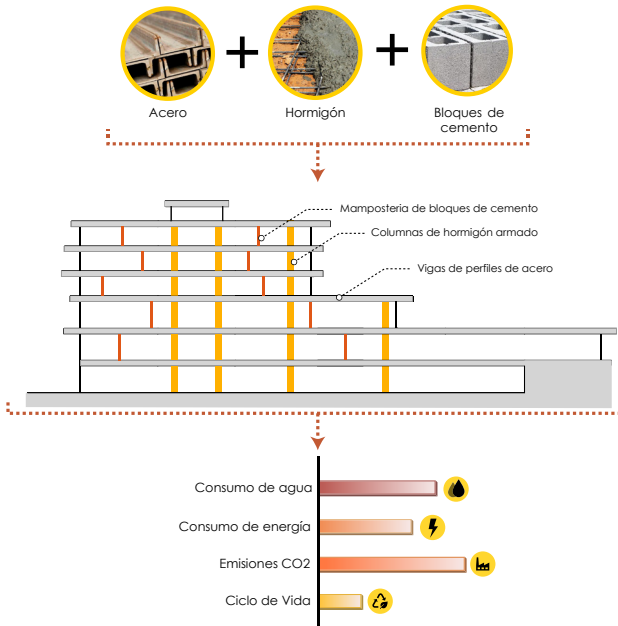 Acero
Hormigón
Bloques de
cemento
Mamposteria de bloques de cemento
Columnas de hormigón armado
Vigas de perfiles de acero
Consumo de agua
Consumo de energía
Emisiones CO2
Ciclo de Vida